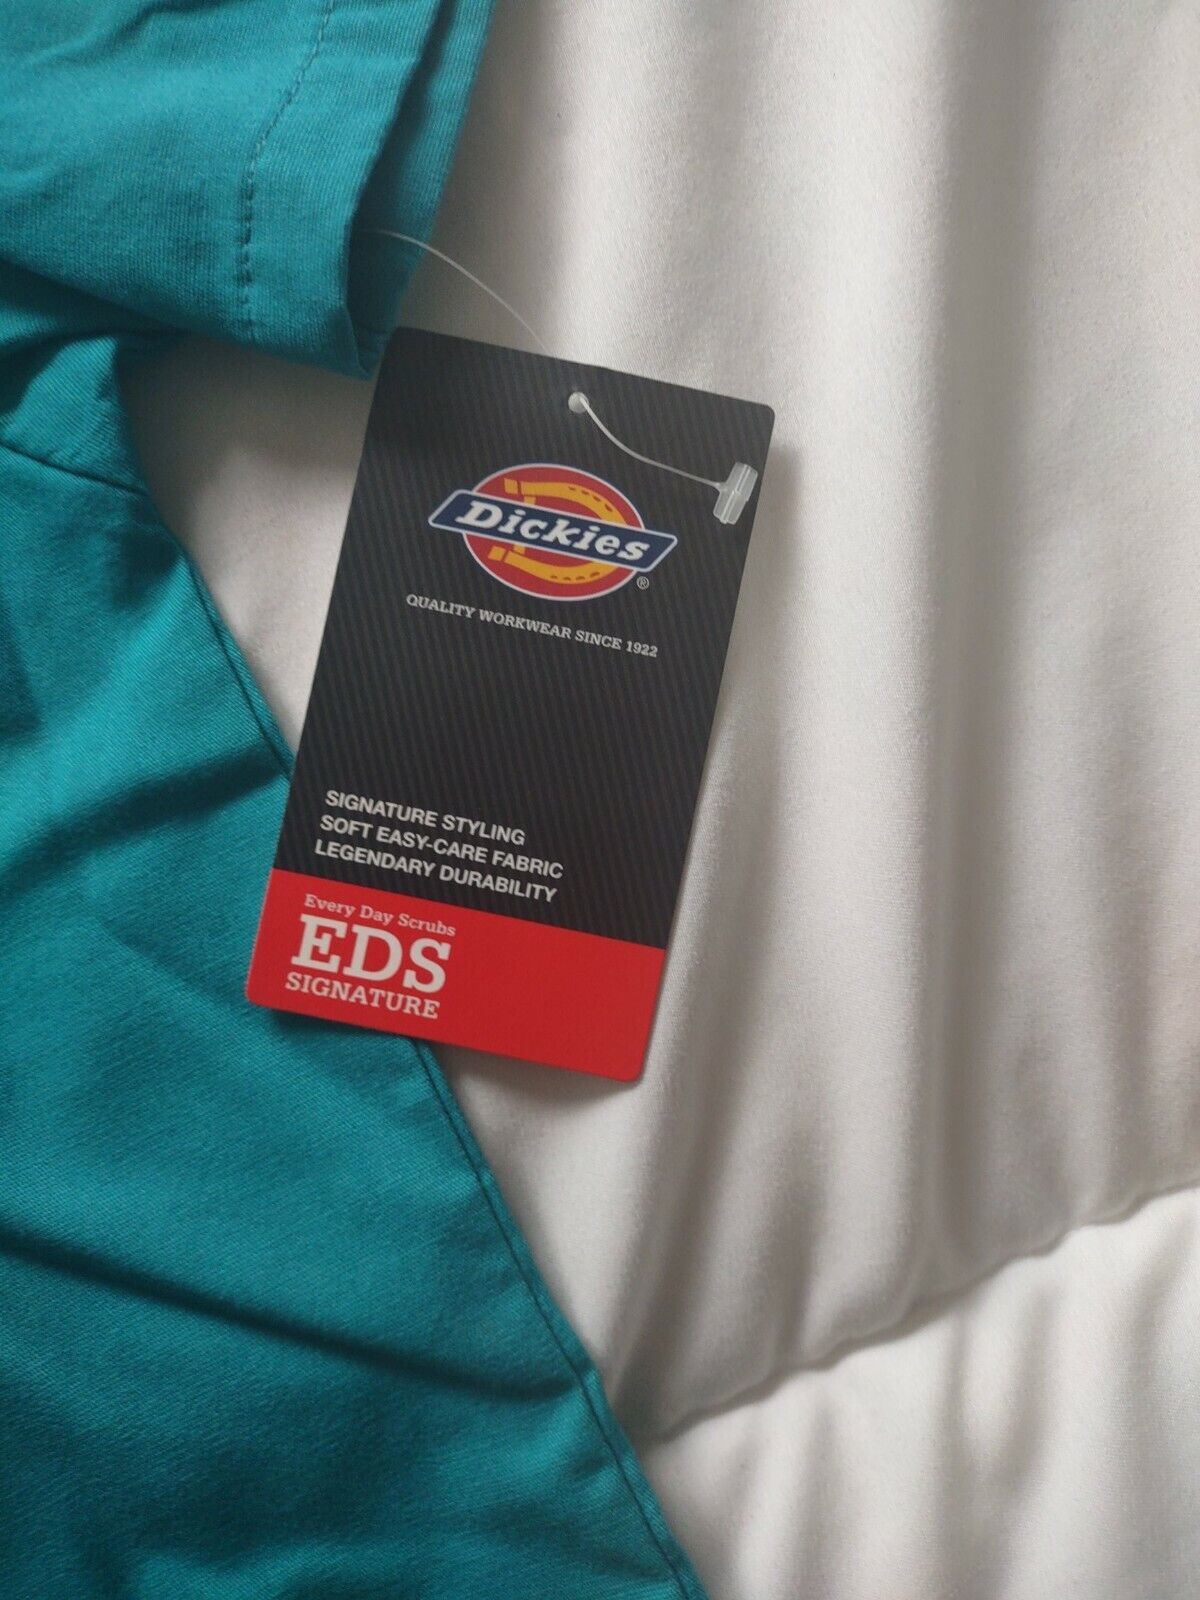 Dickies
®
QUALITY WORKWEAR SINCE 1922
SIGNATURE STYLING
SOFT EASY-CARE FABRIC
LEGENDARY DURABILITY
Every Day Scrubs
EDS
SIGNATURE